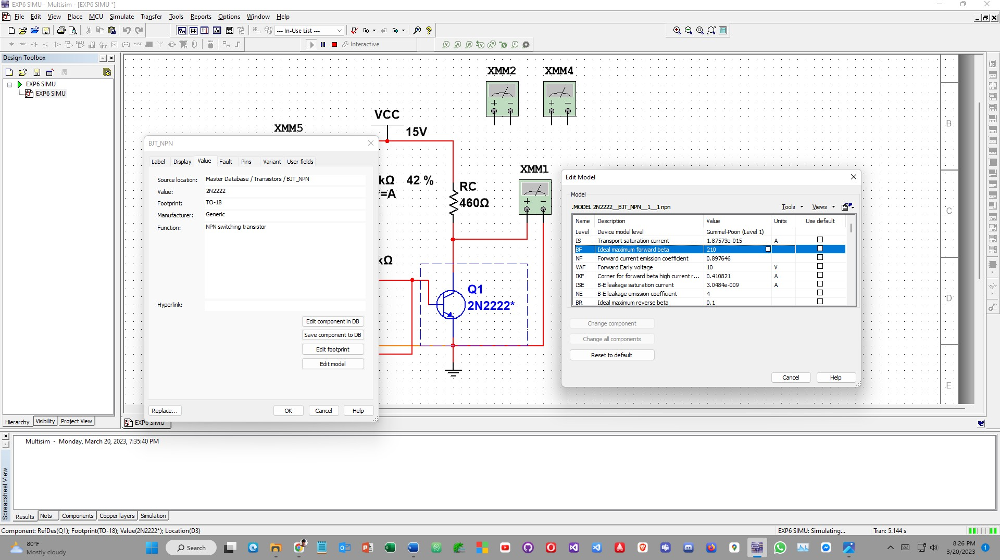 EXP6 SIMU - Multisim - [EXP6 SIMU *]
File Edit View Place MCU Simulate Transfer Tools Reports Options Window Help
--- In-Use List ---
Interactive
Design Toolbox
EXP6 SIMU
EXP6 SIMU
Hierarchy Visibility Project View
XMM2 XMM4
VCC
XMM5
15V
kΩ 42 %
=A
RC
460Ω
XMM1
kΩ
Q1
2N2222*
B
C
D
E
BJT_NPN
Label Display Value Fault Pins Variant User fields
Source location: Master Database / Transistors / BJT_NPN
Value: 2N2222
Footprint: TO-18
Manufacturer: Generic
Function: NPN switching transistor
Hyperlink:
Edit component in DB
Save component to DB
Edit footprint
Edit model
Replace... OK Cancel Help
Edit Model
Model
.MODEL 2N2222__BJT_NPN__1__1 npn Tools Views
Name Description Value Units Use default
Level Device model level Gummel-Poon (Level 1)
IS Transport saturation current 1.87573e-015 A
BF Ideal maximum forward beta 210
NF Forward current emission coefficient 0.897646
VAF Forward Early voltage 10 V
IKF Corner for forward beta high current r... 0.410821 A
ISE B-E leakage saturation current 3.0484e-009 A
NE B-E leakage emission coefficient 4
BR Ideal maximum reverse beta 0.1
Change component
Change all components
Reset to default
Cancel Help
EXP6 SIMU *
Multisim - Monday, March 20, 2023, 7:35:40 PM
Spreadsheet View
Results Nets Components Copper layers Simulation
Component: RefDes(Q1); Footprint(TO-18); Value(2N2222*); Location(D3) EXP6 SIMU: Simulating... Tran: 5.144 s
80°F
Mostly cloudy
Search
8:26 PM
3/20/2023
1